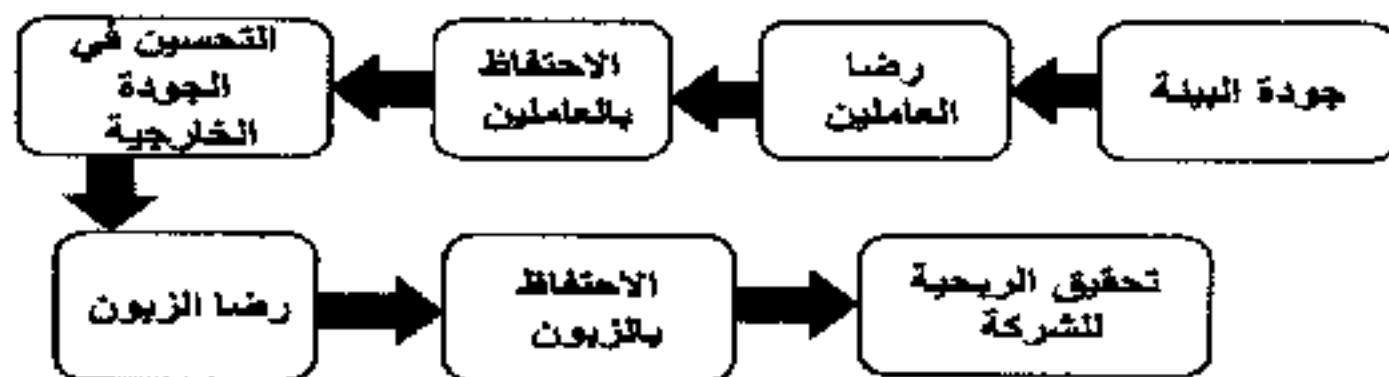 جودة البيئة
رضا
العاملين
الاحتفاظ
بالعاملين
التحسين في
الجودة
الخارجية
رضا الزبون
الاحتفاظ
بالزبون
تحقيق الربحية
للشركة